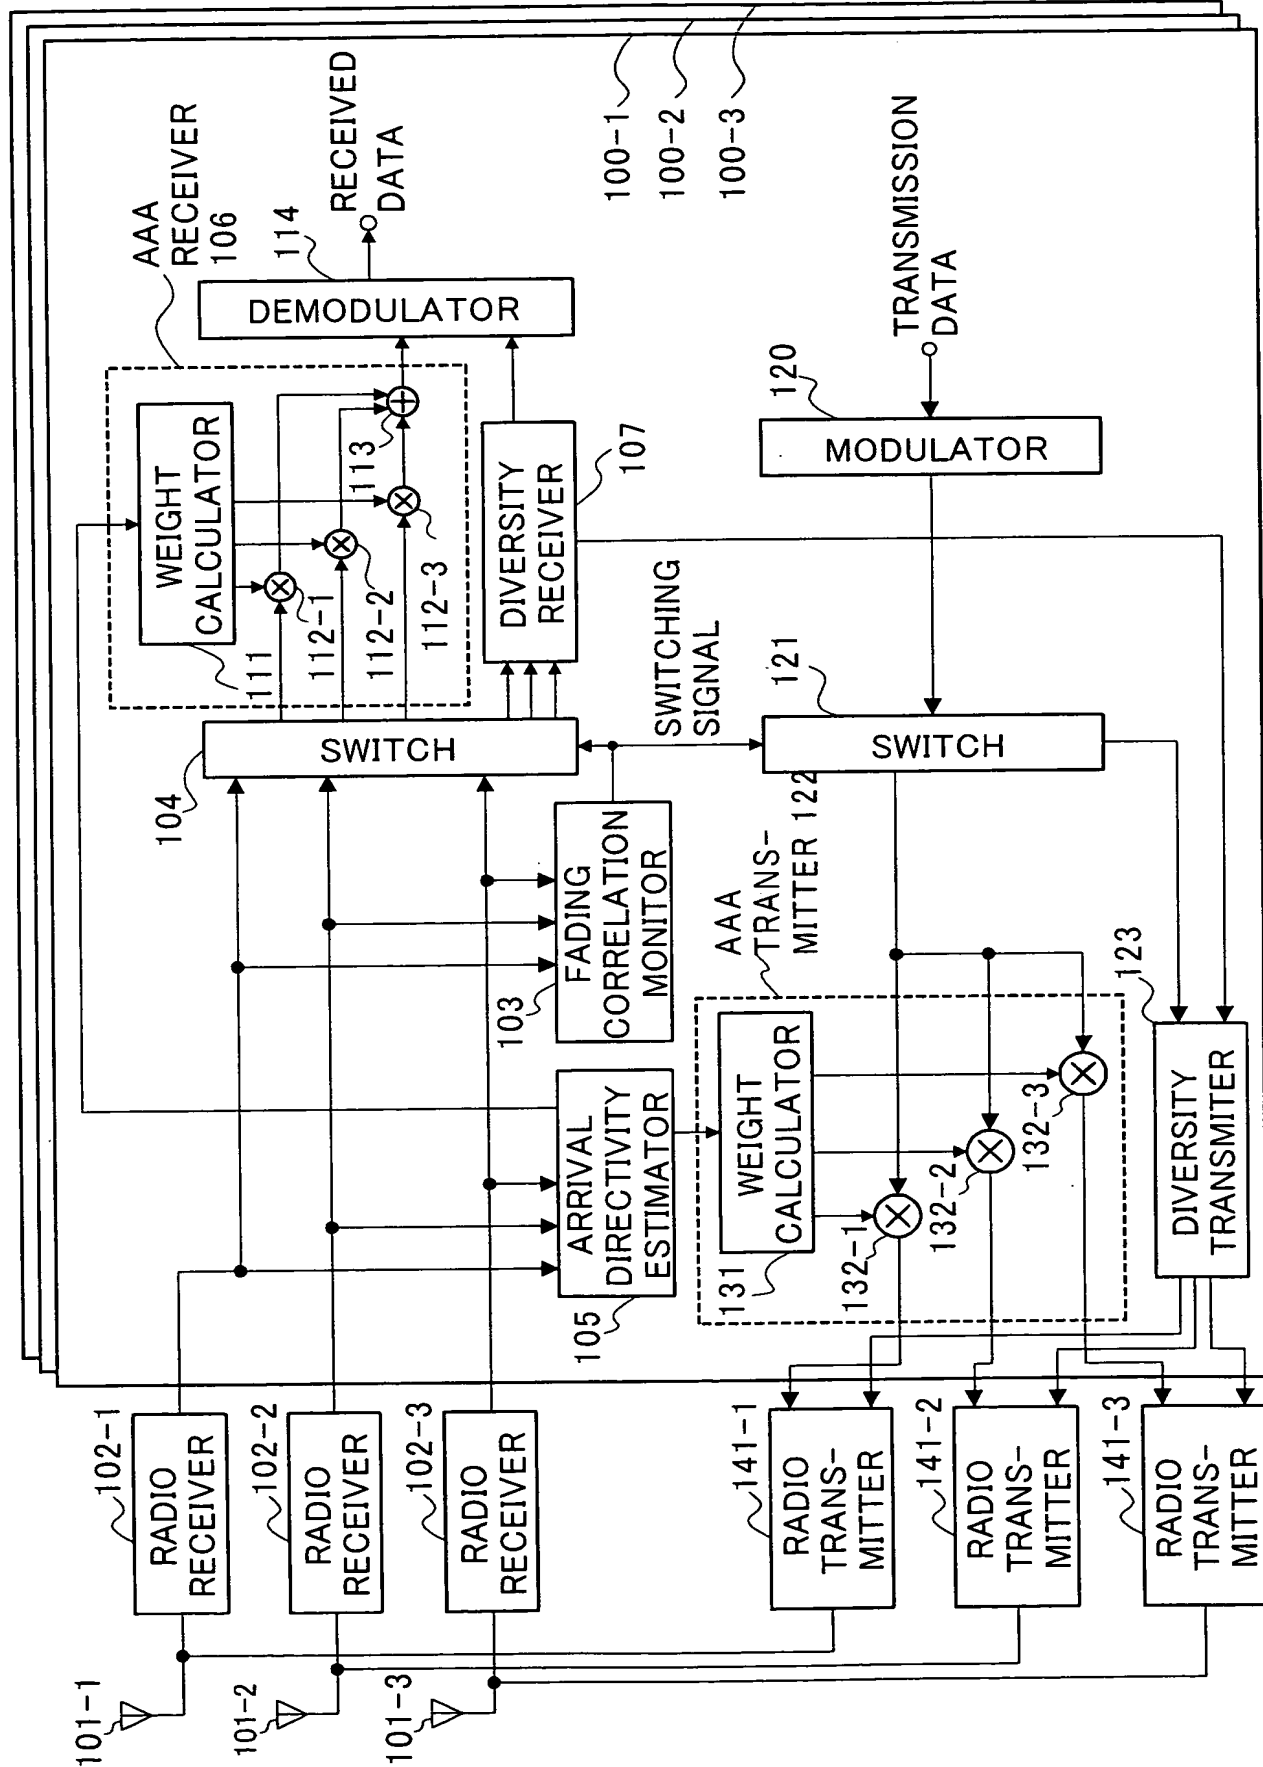 101-1
101-2
101-3
RADIO
RECEIVER
102-1
RADIO
RECEIVER
102-2
RADIO
RECEIVER
102-3
104
SWITCH
AAA
RECEIVER
106
WEIGHT
CALCULATOR
111
112-1
112-2
112-3
113
DEMODULATOR
114
RECEIVED
DATA
DIVERSITY
RECEIVER
107
FADING
CORRELATION
MONITOR
103
SWITCHING
SIGNAL
ARRIVAL
DIRECTIVITY
ESTIMATOR
105
100-1
100-2
100-3
TRANSMISSION
DATA
MODULATOR
120
SWITCH
121
AAA
TRANS-
MITTER 122
WEIGHT
CALCULATOR
131
132-1
132-2
132-3
DIVERSITY
TRANSMITER
123
RADIO
TRANS-
MITTER
141-1
RADIO
TRANS-
MITTER
141-2
RADIO
TRANS-
MITTER
141-3